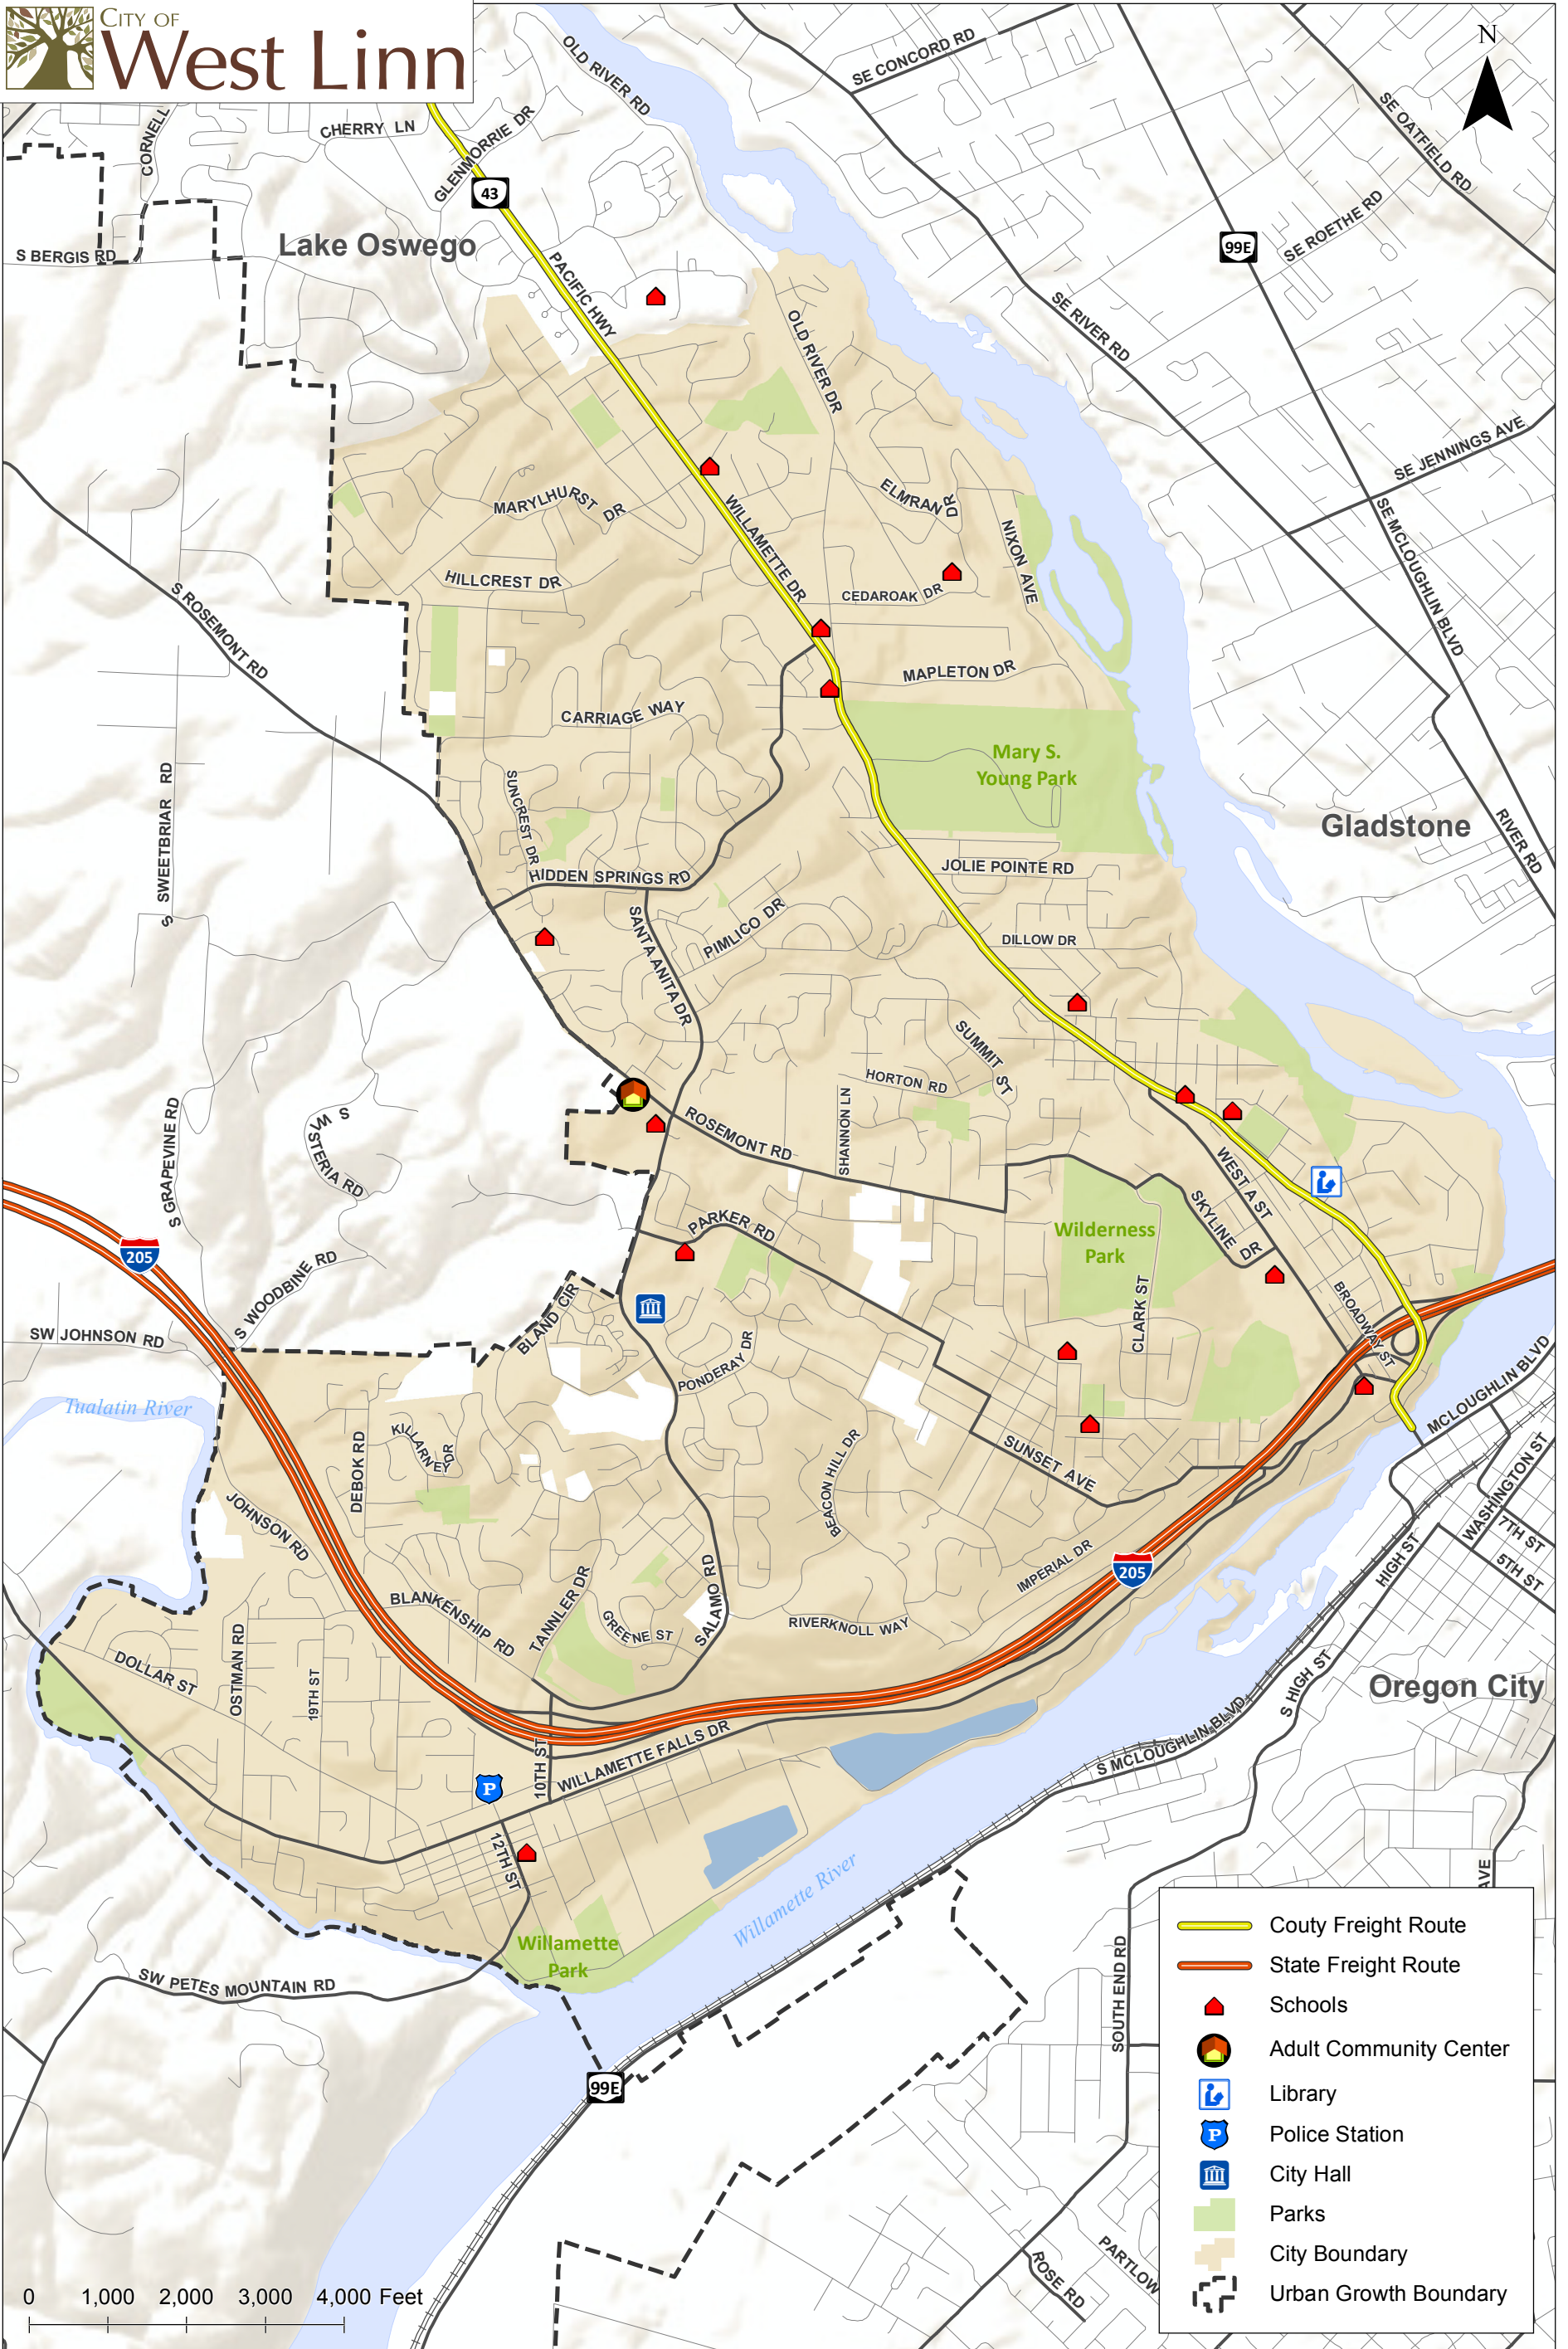 CITY OF
West Linn
N
OLD RIVER RD
SE CONCORD RD
SE OATFIELD RD
CORNELL
CHERRY LN
GLENMORRIE DR
43
Lake Oswego
S BERGIS RD
PACIFIC HWY
99E
SE ROETHE RD
SE RIVER RD
OLD RIVER DR
SE JENNINGS AVE
MARYLHURST DR
ELMRAN DR
WILLAMETTE DR
NIXON AVE
SE MCLOUGHLIN BLVD
HILLCREST DR
CEDAROAK DR
S ROSEMONT RD
MAPLETON DR
CARRIAGE WAY
Mary S.
Young Park
S SWEETBRIAR RD
SUNCREST DR
Gladstone
RIVER RD
HIDDEN SPRINGS RD
JOLIE POINTE RD
SANTA ANITA DR
PIMLICO DR
DILLOW DR
SUMMIT ST
HORTON RD
SHANNON LN
S GRAPEVINE RD
S WISTERIA RD
ROSEMONT RD
WEST A ST
PARKER RD
SKYLINE DR
Wilderness
Park
205
S WOODBINE RD
SW JOHNSON RD
BLAND CIR
CLARK ST
BROADWAY ST
PONDERAY DR
MCLOUGHLIN BLVD
Tualatin River
KILLARNEY DR
DEBOK RD
BEACON HILL DR
SUNSET AVE
WASHINGTON ST
7TH ST
5TH ST
HIGH ST
JOHNSON RD
IMPERIAL DR
205
BLANKENSHIP RD
TANNLER DR
GREENE ST
SALAMO RD
RIVERKNOLL WAY
DOLLAR ST
OSTMAN RD
19TH ST
S HIGH ST
Oregon City
10TH ST
WILLAMETTE FALLS DR
S MCLOUGHLIN BLVD
P
12TH ST
Willamette River
AVE
Willamette
Park
SW PETES MOUNTAIN RD
SOUTH END RD
99E
ROSE RD
PARTLOW
Couty Freight Route
State Freight Route
Schools
Adult Community Center
Library
P Police Station
City Hall
Parks
City Boundary
Urban Growth Boundary
0 1,000 2,000 3,000 4,000 Feet